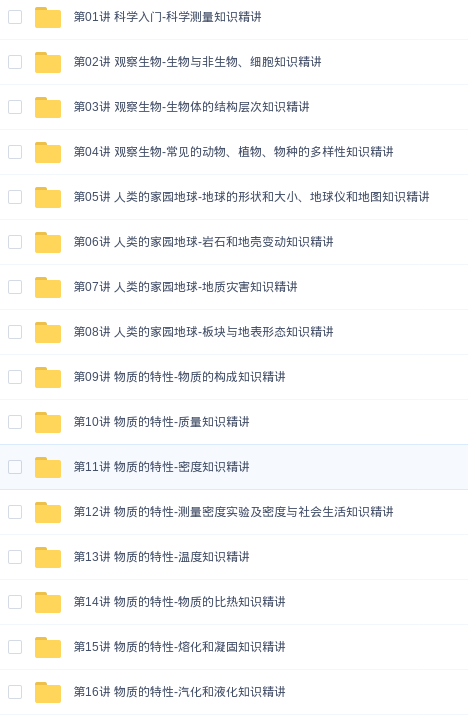 第01讲 科学入门-科学测量知识精讲
第02讲 观察生物-生物与非生物、细胞知识精讲
第03讲 观察生物-生物体的结构层次知识精讲
第04讲 观察生物-常见的动物、植物、物种的多样性知识精讲
第05讲 人类的家园地球-地球的形状和大小、地球仪和地图知识精讲
第06讲 人类的家园地球-岩石和地壳变动知识精讲
第07讲 人类的家园地球-地质灾害知识精讲
第08讲 人类的家园地球-板块与地表形态知识精讲
第09讲 物质的特性-物质的构成知识精讲
第10讲 物质的特性-质量知识精讲
第11讲 物质的特性-密度知识精讲
第12讲 物质的特性-测量密度实验及密度与社会生活知识精讲
第13讲 物质的特性-温度知识精讲
第14讲 物质的特性-物质的比热知识精讲
第15讲 物质的特性-熔化和凝固知识精讲
第16讲 物质的特性-汽化和液化知识精讲